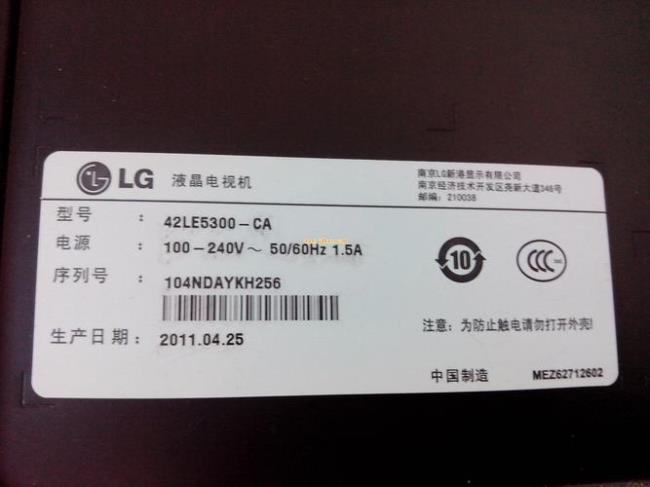 LG 液晶电视机
南京LG新港显示有限公司
南京经济技术开发区尧新大道346号
邮编：210038
型号 : 42LE5300-CA
电源 : 100-240V～ 50/60Hz 1.5A
序列号 : 104NDAYKH256
10
CCC
生产日期 : 2011.04.25
注意：为防止触电请勿打开外壳!
中国制造 MEZ62712602